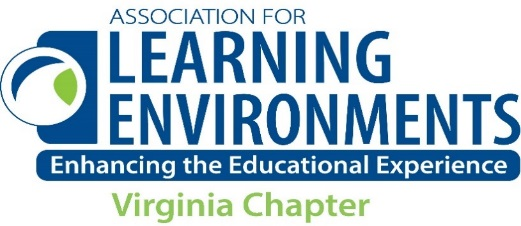 ASSOCIATION FOR
LEARNING
ENVIRONMENTS
Enhancing the Educational Experience
Virginia Chapter